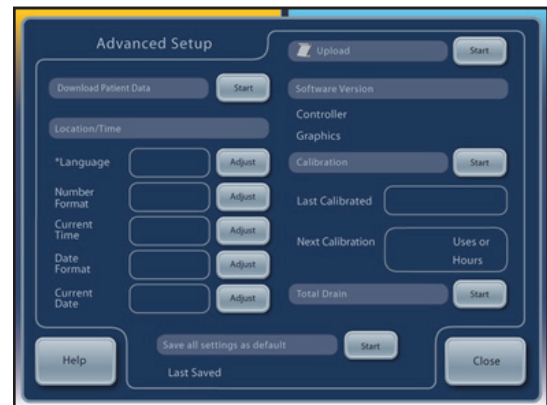 Advanced Setup
Download Patient Data
Start
Location/Time
*Language
Adjust
Number
Format
Adjust
Current
Time
Adjust
Date
Format
Adjust
Current
Date
Adjust
Upload
Start
Software Version
Controller
Graphics
Calibration
Start
Last Calibrated
Next Calibration
Uses or
Hours
Total Drain
Start
Help
Save all settings as default
Start
Last Saved
Close